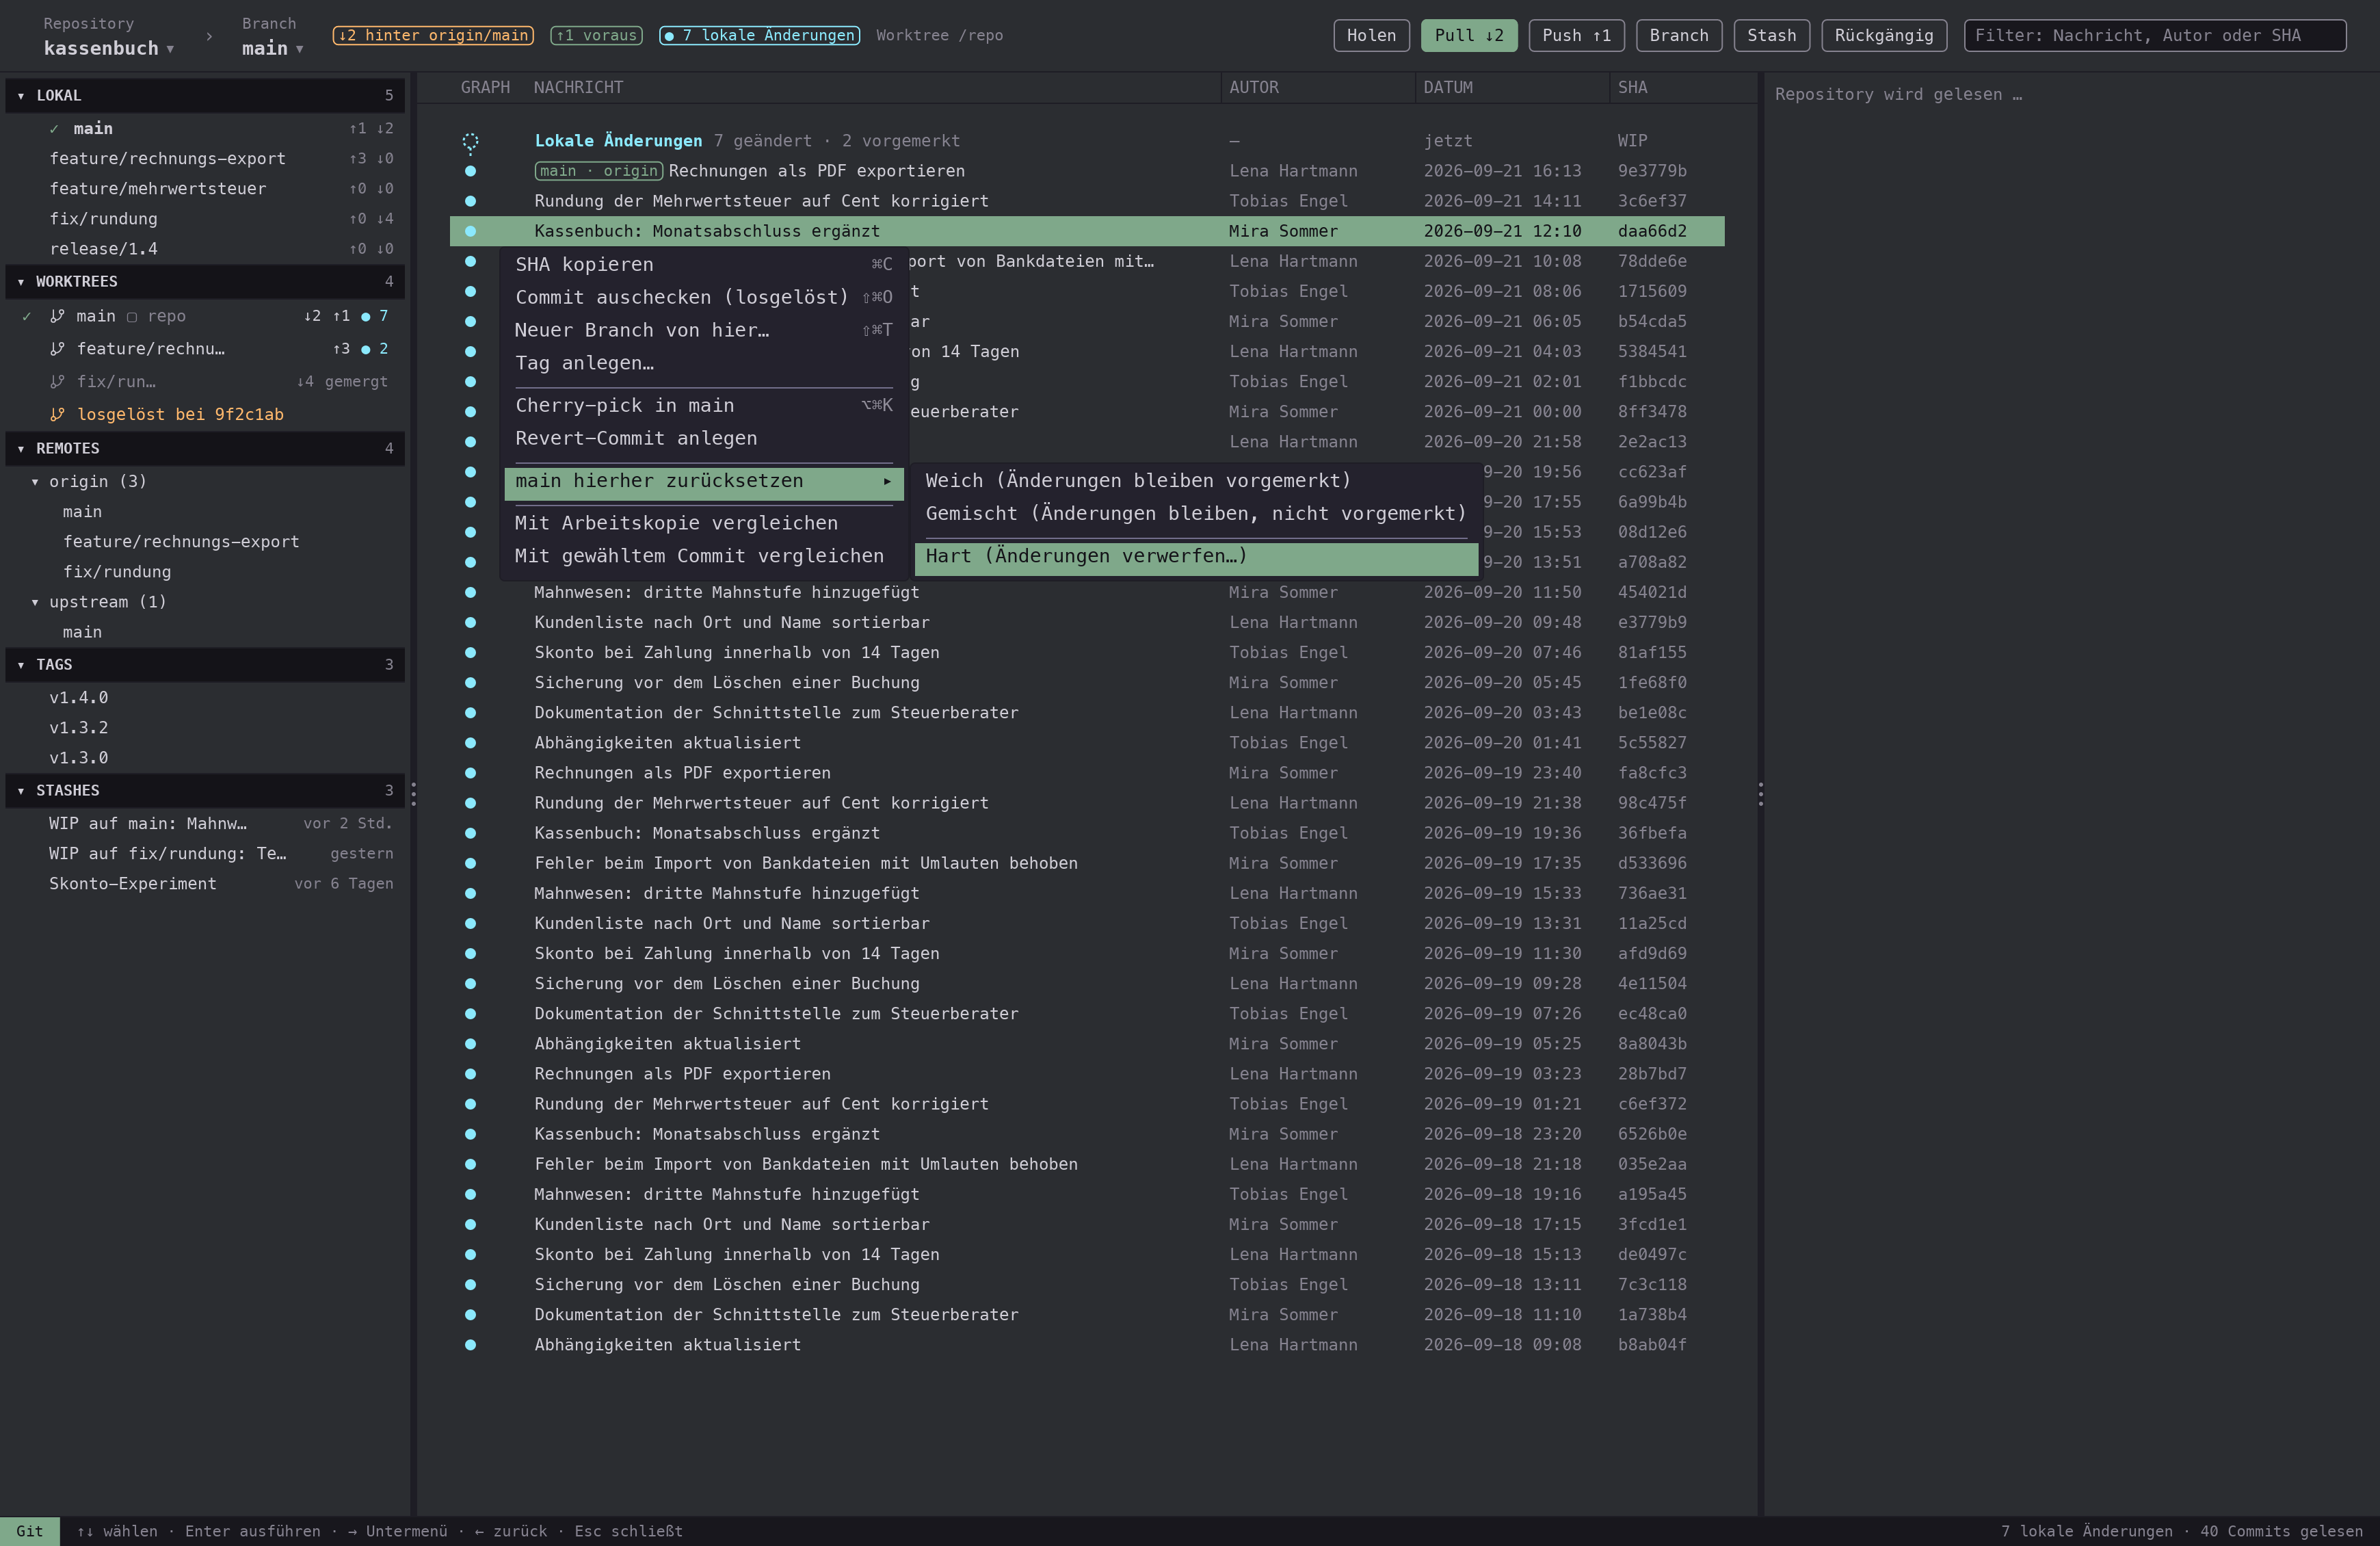 Repository
kassenbuch ▾ › Branch
main ▾
↓2 hinter origin/main ↑1 voraus ● 7 lokale Änderungen Worktree /repo
Holen Pull ↓2 Push ↑1 Branch Stash Rückgängig Filter: Nachricht, Autor oder SHA
▾ LOKAL 5
✓ main ↑1 ↓2
feature/rechnungs-export ↑3 ↓0
feature/mehrwertsteuer ↑0 ↓0
fix/rundung ↑0 ↓4
release/1.4 ↑0 ↓0
▾ WORKTREES 4
✓ main ▢ repo ↓2 ↑1 ● 7
feature/rechnu… ↑3 ● 2
fix/run… ↓4 gemergt
losgelöst bei 9f2c1ab
▾ REMOTES 4
▾ origin (3)
main
feature/rechnungs-export
fix/rundung
▾ upstream (1)
main
▾ TAGS 3
v1.4.0
v1.3.2
v1.3.0
▾ STASHES 3
WIP auf main: Mahnw… vor 2 Std.
WIP auf fix/rundung: Te… gestern
Skonto-Experiment vor 6 Tagen
GRAPH NACHRICHT AUTOR DATUM SHA
Lokale Änderungen 7 geändert · 2 vorgemerkt — jetzt WIP
main · origin Rechnungen als PDF exportieren Lena Hartmann 2026-09-21 16:13 9e3779b
Rundung der Mehrwertsteuer auf Cent korrigiert Tobias Engel 2026-09-21 14:11 3c6ef37
Kassenbuch: Monatsabschluss ergänzt Mira Sommer 2026-09-21 12:10 daa66d2
port von Bankdateien mit… Lena Hartmann 2026-09-21 10:08 78dde6e
t Tobias Engel 2026-09-21 08:06 1715609
ar Mira Sommer 2026-09-21 06:05 b54cda5
on 14 Tagen Lena Hartmann 2026-09-21 04:03 5384541
g Tobias Engel 2026-09-21 02:01 f1bbcdc
euerberater Mira Sommer 2026-09-21 00:00 8ff3478
Lena Hartmann 2026-09-20 21:58 2e2ac13
9-20 19:56 cc623af
9-20 17:55 6a99b4b
9-20 15:53 08d12e6
9-20 13:51 a708a82
SHA kopieren ⌘C
Commit auschecken (losgelöst) ⇧⌘O
Neuer Branch von hier… ⇧⌘T
Tag anlegen…
Cherry-pick in main ⌥⌘K
Revert-Commit anlegen
main hierher zurücksetzen ▸
Mit Arbeitskopie vergleichen
Mit gewähltem Commit vergleichen
Weich (Änderungen bleiben vorgemerkt)
Gemischt (Änderungen bleiben, nicht vorgemerkt)
Hart (Änderungen verwerfen…)
Mahnwesen: dritte Mahnstufe hinzugefügt Mira Sommer 2026-09-20 11:50 454021d
Kundenliste nach Ort und Name sortierbar Lena Hartmann 2026-09-20 09:48 e3779b9
Skonto bei Zahlung innerhalb von 14 Tagen Tobias Engel 2026-09-20 07:46 81af155
Sicherung vor dem Löschen einer Buchung Mira Sommer 2026-09-20 05:45 1fe68f0
Dokumentation der Schnittstelle zum Steuerberater Lena Hartmann 2026-09-20 03:43 be1e08c
Abhängigkeiten aktualisiert Tobias Engel 2026-09-20 01:41 5c55827
Rechnungen als PDF exportieren Mira Sommer 2026-09-19 23:40 fa8cfc3
Rundung der Mehrwertsteuer auf Cent korrigiert Lena Hartmann 2026-09-19 21:38 98c475f
Kassenbuch: Monatsabschluss ergänzt Tobias Engel 2026-09-19 19:36 36fbefa
Fehler beim Import von Bankdateien mit Umlauten behoben Mira Sommer 2026-09-19 17:35 d533696
Mahnwesen: dritte Mahnstufe hinzugefügt Lena Hartmann 2026-09-19 15:33 736ae31
Kundenliste nach Ort und Name sortierbar Tobias Engel 2026-09-19 13:31 11a25cd
Skonto bei Zahlung innerhalb von 14 Tagen Mira Sommer 2026-09-19 11:30 afd9d69
Sicherung vor dem Löschen einer Buchung Lena Hartmann 2026-09-19 09:28 4e11504
Dokumentation der Schnittstelle zum Steuerberater Tobias Engel 2026-09-19 07:26 ec48ca0
Abhängigkeiten aktualisiert Mira Sommer 2026-09-19 05:25 8a8043b
Rechnungen als PDF exportieren Lena Hartmann 2026-09-19 03:23 28b7bd7
Rundung der Mehrwertsteuer auf Cent korrigiert Tobias Engel 2026-09-19 01:21 c6ef372
Kassenbuch: Monatsabschluss ergänzt Mira Sommer 2026-09-18 23:20 6526b0e
Fehler beim Import von Bankdateien mit Umlauten behoben Lena Hartmann 2026-09-18 21:18 035e2aa
Mahnwesen: dritte Mahnstufe hinzugefügt Tobias Engel 2026-09-18 19:16 a195a45
Kundenliste nach Ort und Name sortierbar Mira Sommer 2026-09-18 17:15 3fcd1e1
Skonto bei Zahlung innerhalb von 14 Tagen Lena Hartmann 2026-09-18 15:13 de0497c
Sicherung vor dem Löschen einer Buchung Tobias Engel 2026-09-18 13:11 7c3c118
Dokumentation der Schnittstelle zum Steuerberater Mira Sommer 2026-09-18 11:10 1a738b4
Abhängigkeiten aktualisiert Lena Hartmann 2026-09-18 09:08 b8ab04f
Repository wird gelesen …
Git ↑↓ wählen · Enter ausführen · → Untermenü · ← zurück · Esc schließt 7 lokale Änderungen · 40 Commits gelesen